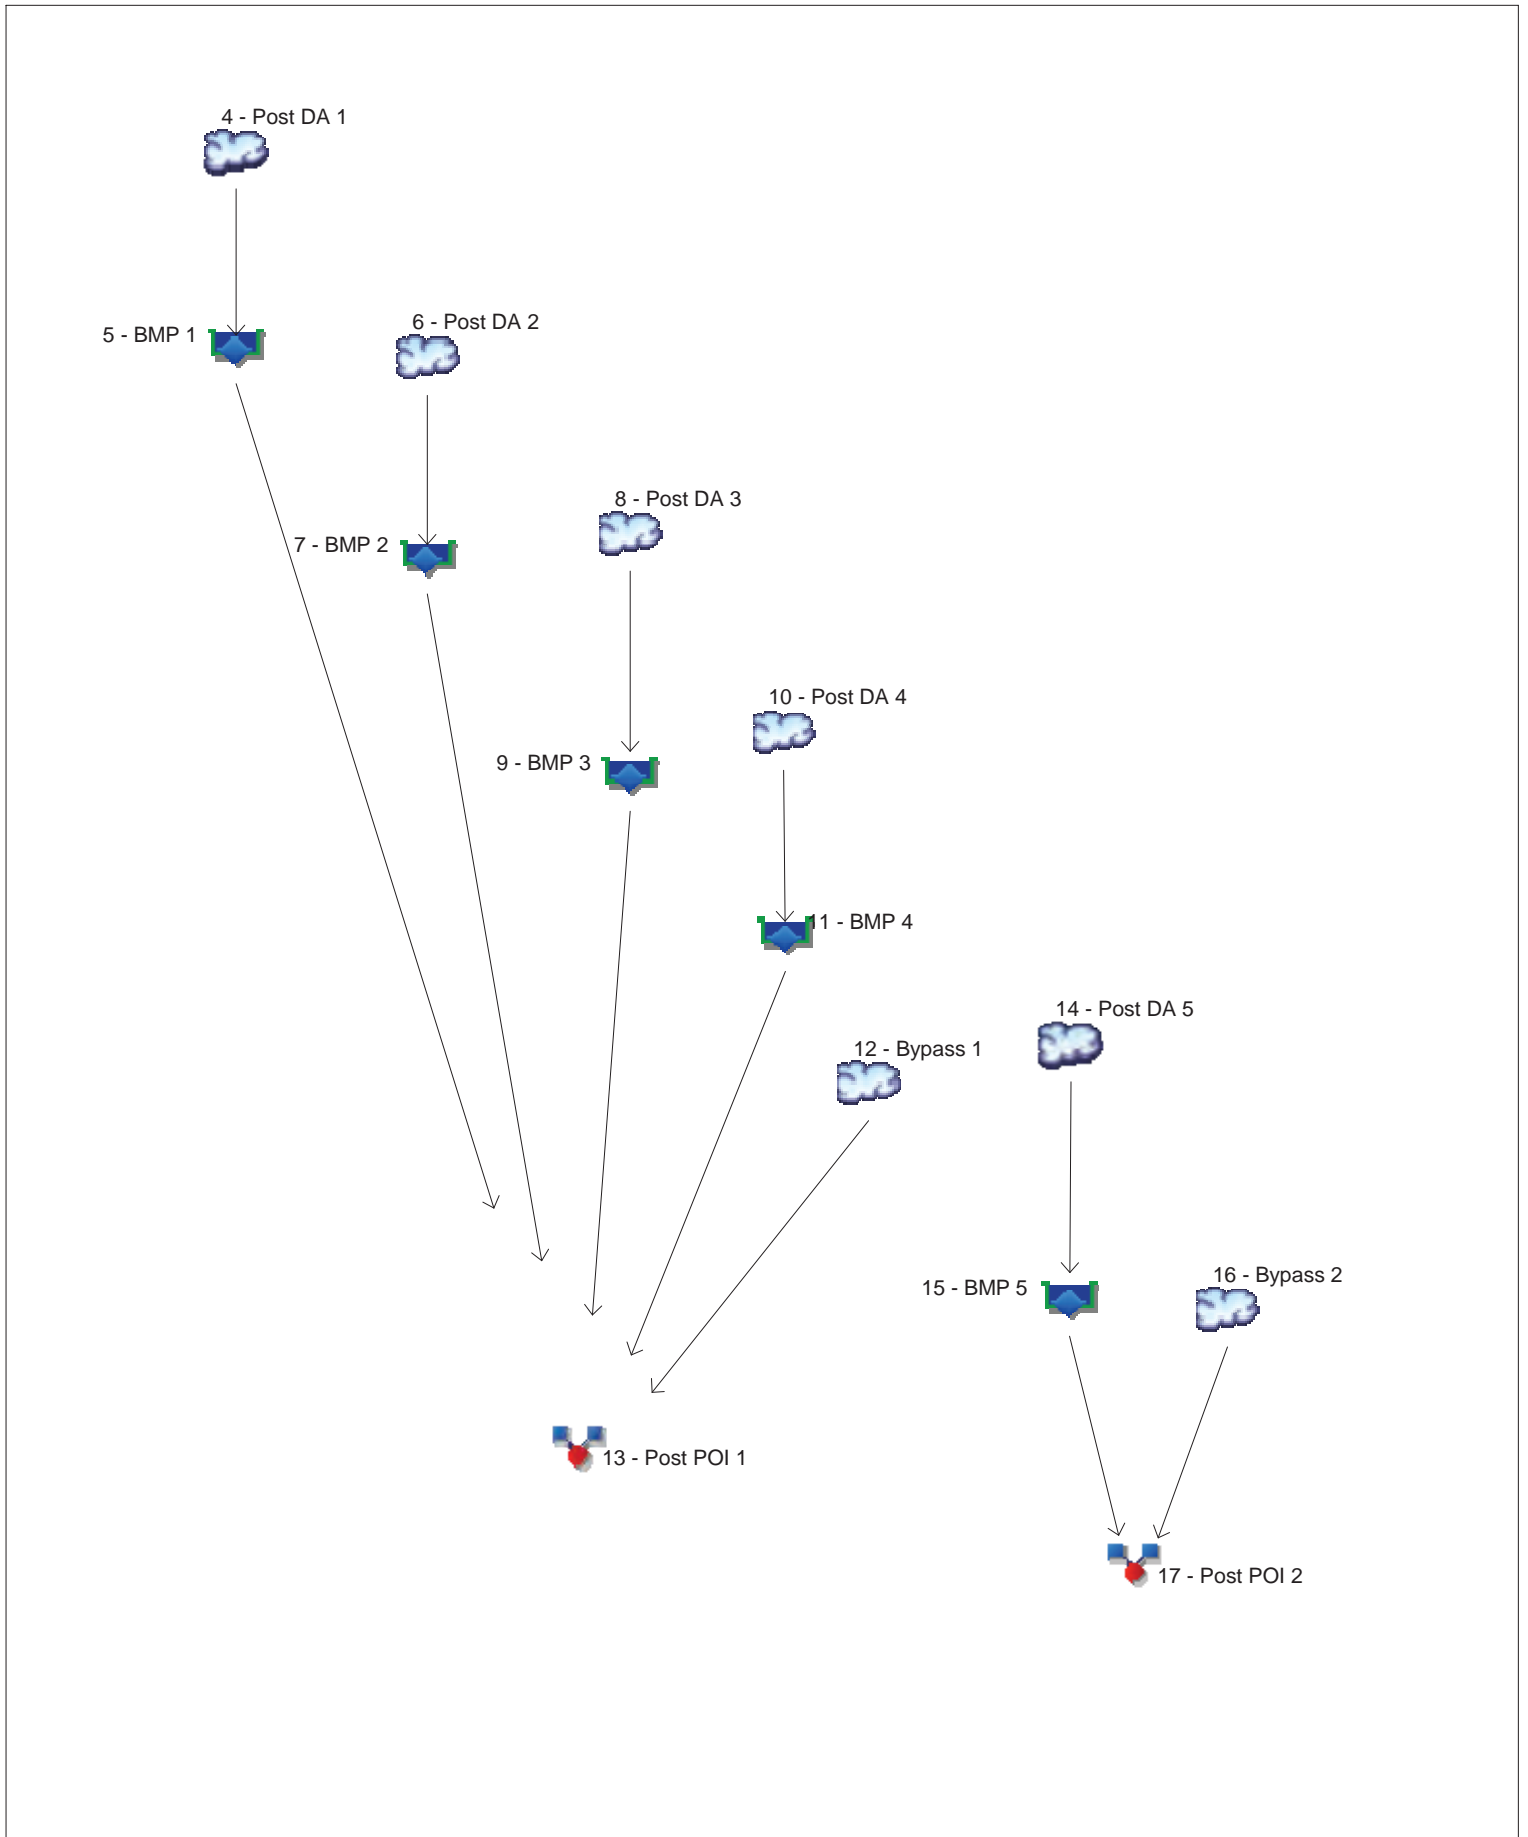 4 - Post DA 1
5 - BMP 1
6 - Post DA 2
8 - Post DA 3
7 - BMP 2
10 - Post DA 4
9 - BMP 3
11 - BMP 4
14 - Post DA 5
12 - Bypass 1
16 - Bypass 2
15 - BMP 5
13 - Post POI 1
17 - Post POI 2